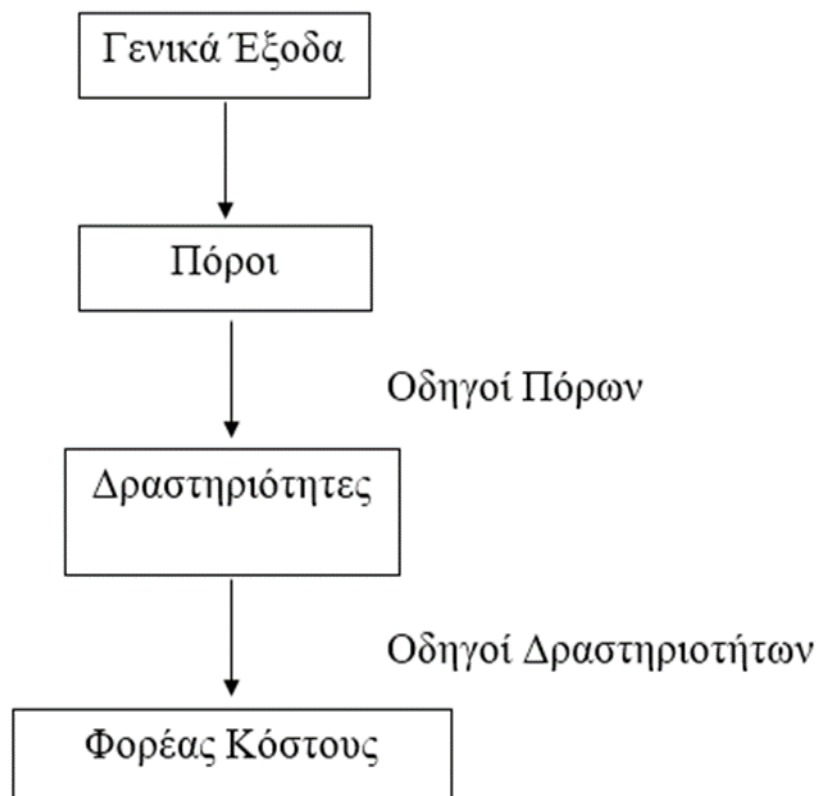 Γενικά Έξοδα
Πόροι
Οδηγοί Πόρων
Δραστηριότητες
Οδηγοί Δραστηριοτήτων
Φορέας Κόστους